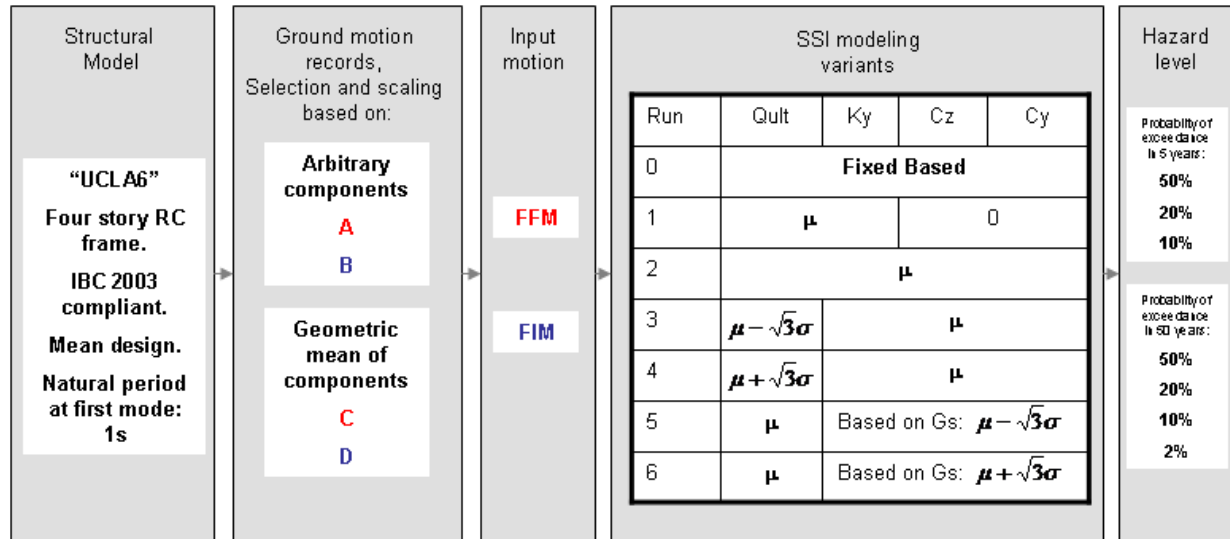 Structural
Model
“UCLA6”
Four story RC
frame.
IBC 2003
compliant.
Mean design.
Natural period
at first mode:
1s
Ground motion
records,
Selection and scaling
based on:
Arbitrary
components
A
B
Geometric
mean of
components
C
D
Input
motion
FFM
FIM
SSI modeling
variants
Run Qult Ky Cz Cy
0 Fixed Based
1 μ 0
2 μ
3 μ−√3σ μ
4 μ+√3σ μ
5 μ Based on Gs: μ−√3σ
6 μ Based on Gs: μ+√3σ
Hazard
level
Probability of
exceedance
in 5 years:
50%
20%
10%
Probability of
exceedance
in 50 years:
50%
20%
10%
2%